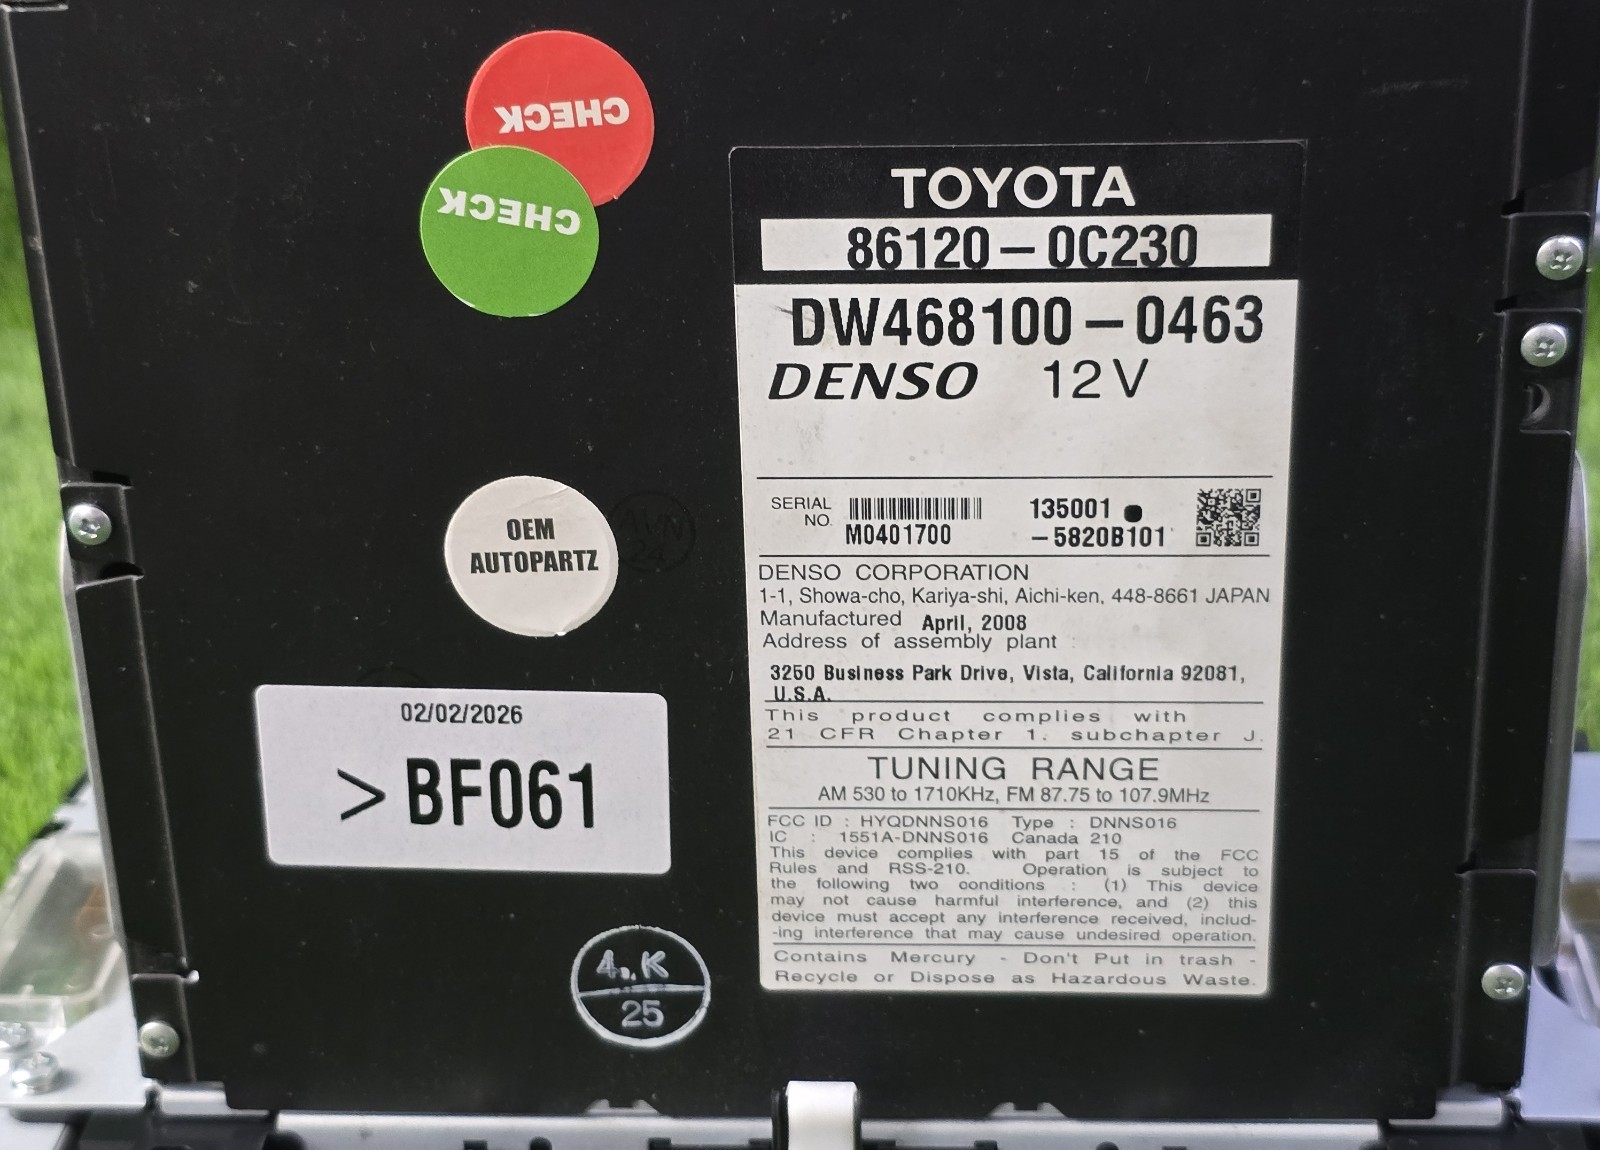 CHECK
CHECK
OEM
AUTOPARTZ
02/02/2026
> BF061
25
TOYOTA
86120-0C230
DW468100-0463
DENSO 12V
SERIAL NO. M0401700
135001
-5820B101
DENSO CORPORATION
1-1, Showa-cho, Kariya-shi, Aichi-ken, 448-8661 JAPAN
Manufactured April, 2008
Address of assembly plant
3250 Business Park Drive, Vista, California 92081,
U.S.A.
This product complies with
21 CFR Chapter 1. subchapter J.
TUNING RANGE
AM 530 to 1710KHz, FM 87.75 to 107.9MHz
FCC ID : HYQDNNS016 Type : DNNS016
IC : 1551A-DNNS016 Canada 210
This device complies with part 15 of the FCC
Rules and RSS-210. Operation is subject to
the following two conditions : (1) This device
may not cause harmful interference, and (2) this
device must accept any interference received, includ-
-ing interference that may cause undesired operation.
Contains Mercury - Don't Put in trash -
Recycle or Dispose as Hazardous Waste.